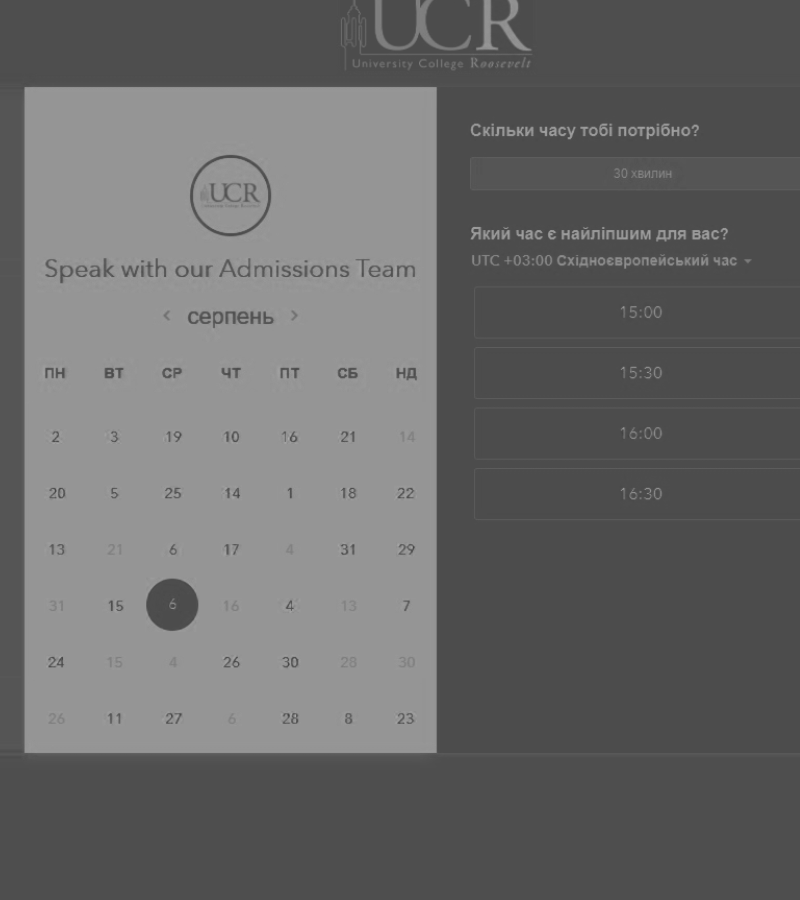 UCR
University College Roosevelt
UCR
Speak with our Admissions Team
серпень
ПН ВТ СР ЧТ ПТ СБ НД
2 3 19 10 16 21 14
20 5 25 14 1 18 22
13 21 6 17 4 31 29
31 15 6 16 4 13 7
24 15 4 26 30 28 30
26 11 27 6 28 8 23
Скільки часу тобі потрібно?
30 хвилин
Який час є найліпшим для вас?
UTC +03:00 Східноєвропейський час
15:00
15:30
16:00
16:30